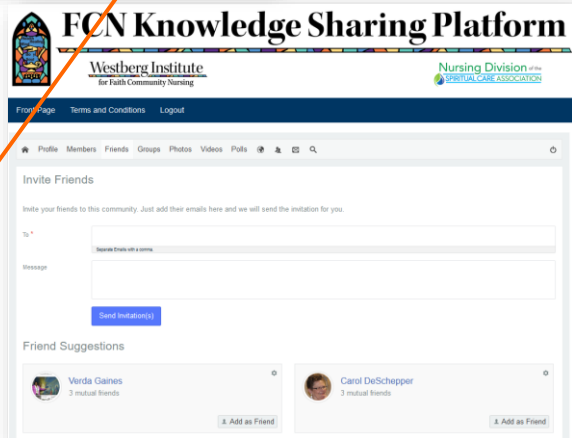 FCN Knowledge Sharing Platform
Westberg Institute
for Faith Community Nursing
Nursing Division of the
SPIRITUAL CARE ASSOCIATION
Front Page Terms and Conditions Logout
Profile Members Friends Groups Photos Videos Polls
Invite Friends
Invite your friends to this community. Just add their emails here and we will send the invitation for you.
To *
Separate Emails with a comma.
Message
Send Invitation(s)
Friend Suggestions
Verda Gaines
3 mutual friends
Add as Friend
Carol DeSchepper
3 mutual friends
Add as Friend